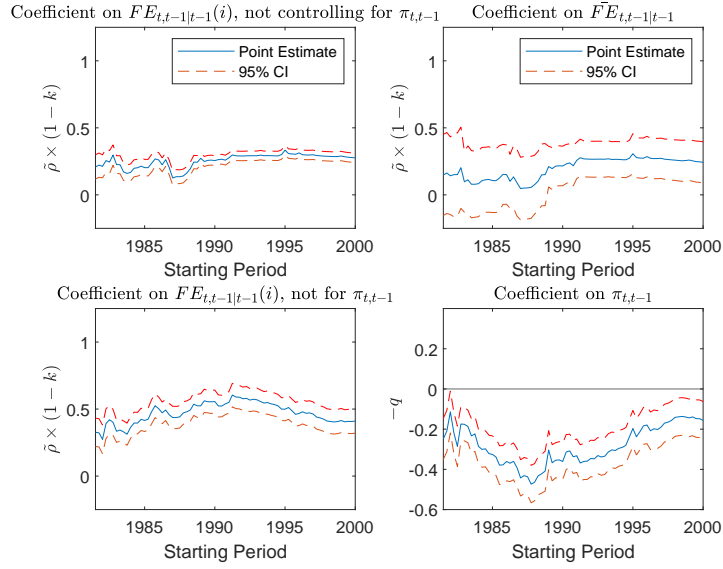 Coefficient on FE_{t,t−1|t−1}(i), not controlling for π_{t,t−1}
Coefficient on F̄E_{t,t−1|t−1}
1
0.5
0
ρ̃ × (1 − k)
Point Estimate
95% CI
1985 1990 1995 2000
Starting Period
1
0.5
0
ρ̃ × (1 − k)
Point Estimate
95% CI
1985 1990 1995 2000
Starting Period
Coefficient on FE_{t,t−1|t−1}(i), not for π_{t,t−1}
Coefficient on π_{t,t−1}
1
0.5
0
ρ̃ × (1 − k)
1985 1990 1995 2000
Starting Period
0.2
0
-0.2
-0.4
-0.6
−q
1985 1990 1995 2000
Starting Period